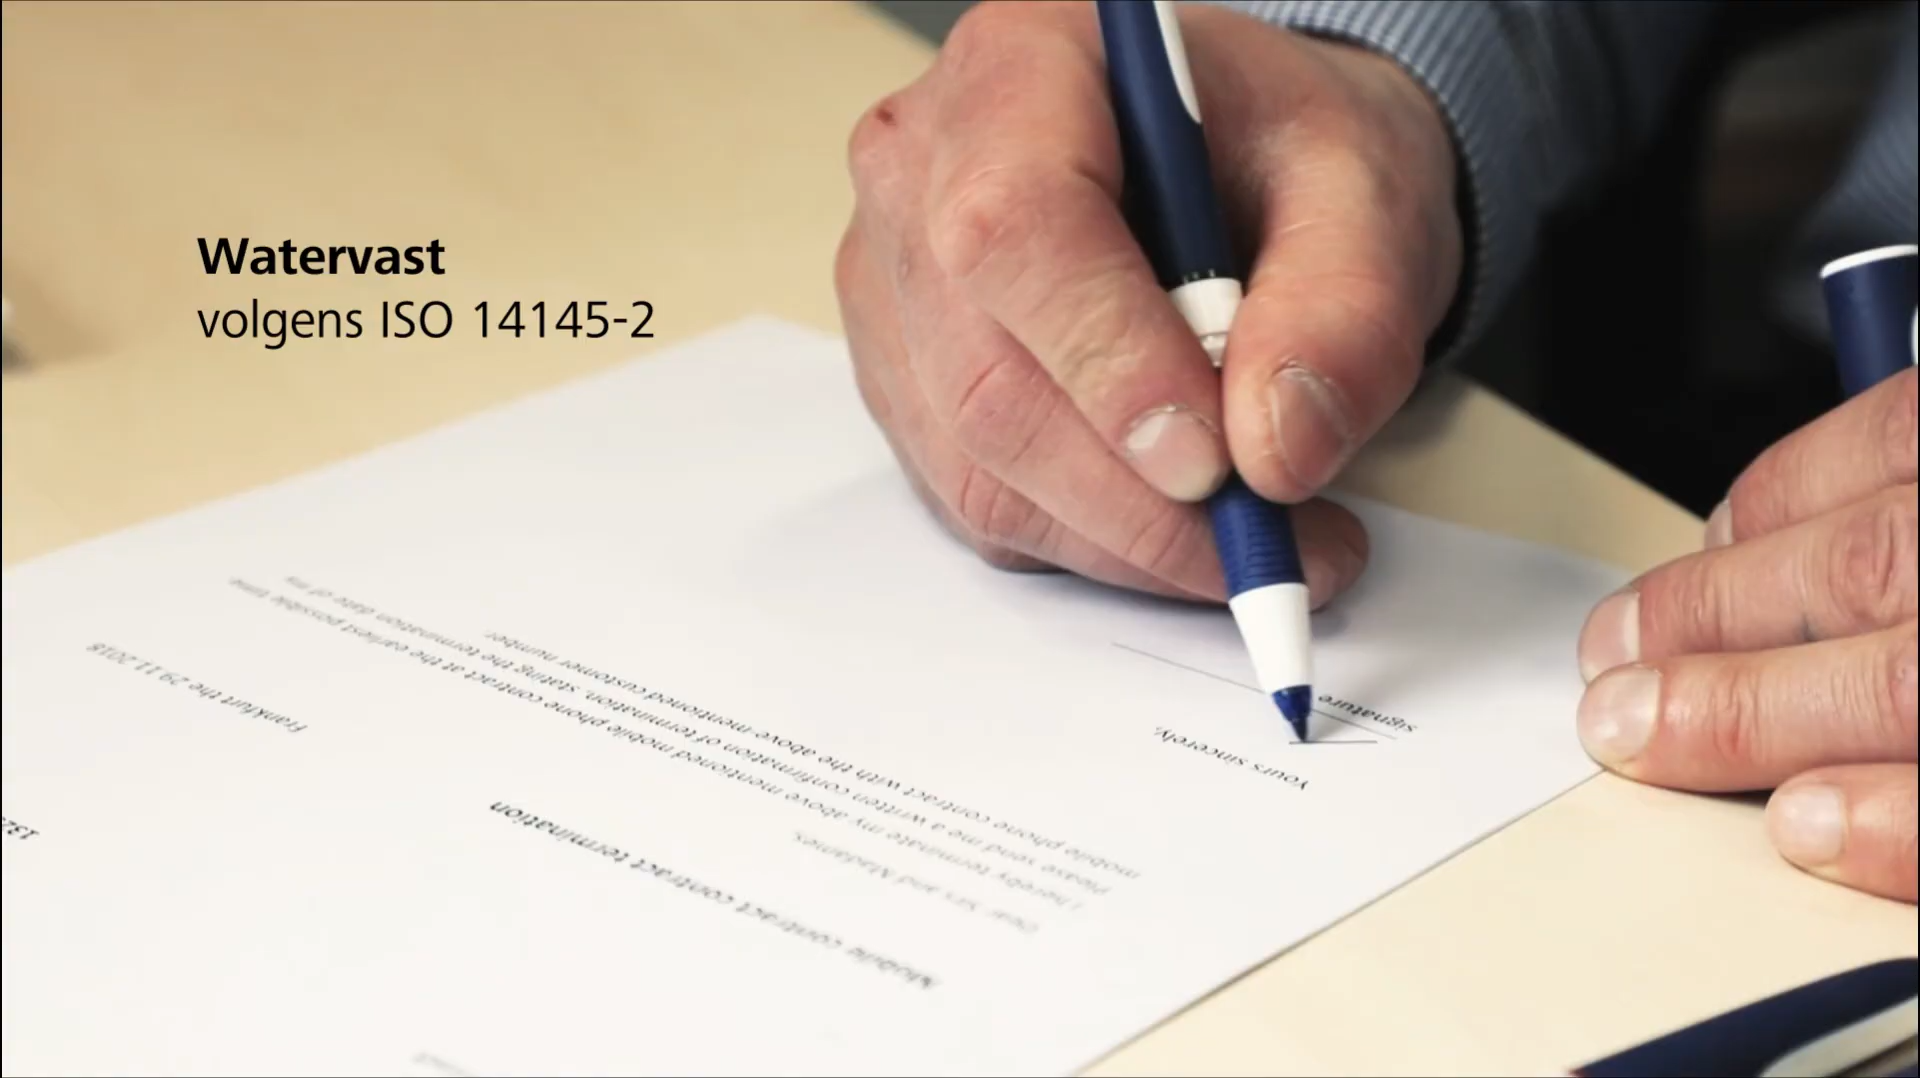 Watervast
volgens ISO 14145-2
132
Frankfurt the 29.11.2018
Mobile contract contract termination
Dear Sirs and Madames,
I hereby terminate my above mentioned mobile phone contract at the earliest possible time
Please send me a written confirmation of termination, stating the termination date of my
mobile phone contract with the above-mentioned customer number
Yours sincerely,
signature